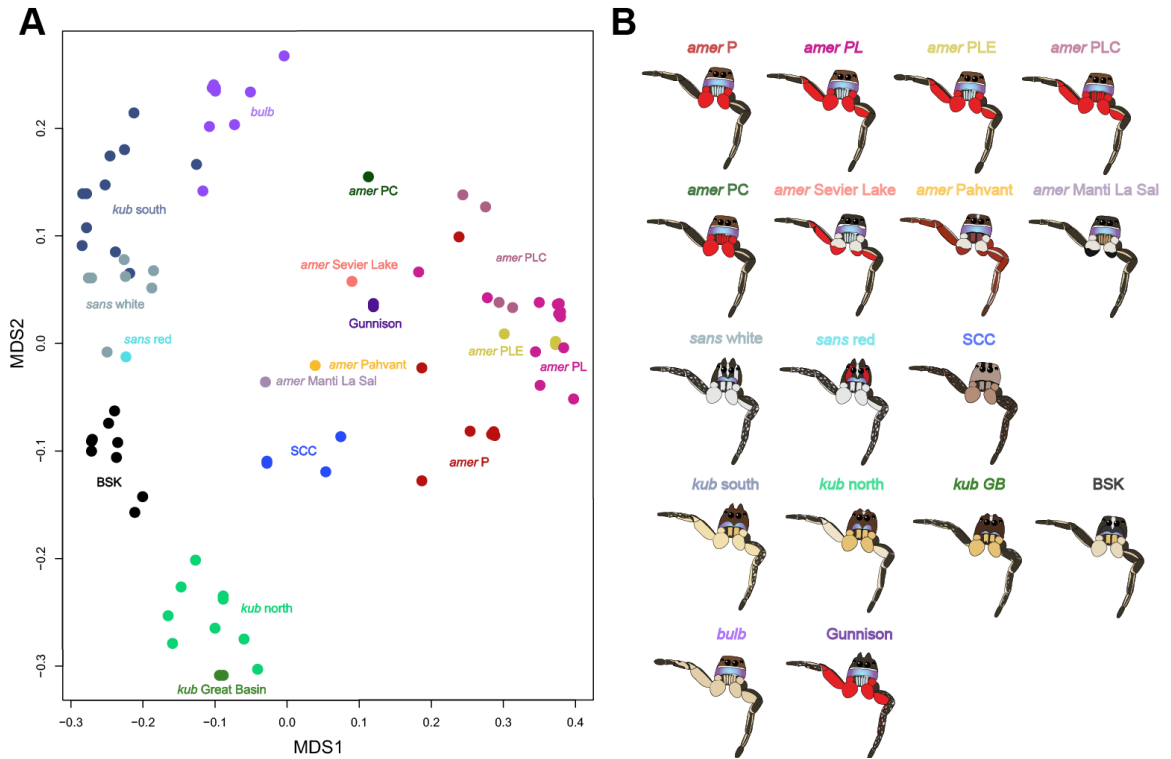 A
B
MDS2
0.2
0.1
0.0
−0.1
−0.2
−0.3
bulb
amer PC
kub south
amer PLC
amer Sevier Lake
sans white
Gunnison
sans red
amer PLE
amer Pahvant
amer PL
amer Manti La Sal
SCC
amer P
BSK
kub north
kub Great Basin
−0.3 −0.2 −0.1 0.0 0.1 0.2 0.3 0.4
MDS1
amer P amer PL amer PLE amer PLC
amer PC amer Sevier Lake amer Pahvant amer Manti La Sal
sans white sans red SCC
kub south kub north kub GB BSK
bulb Gunnison